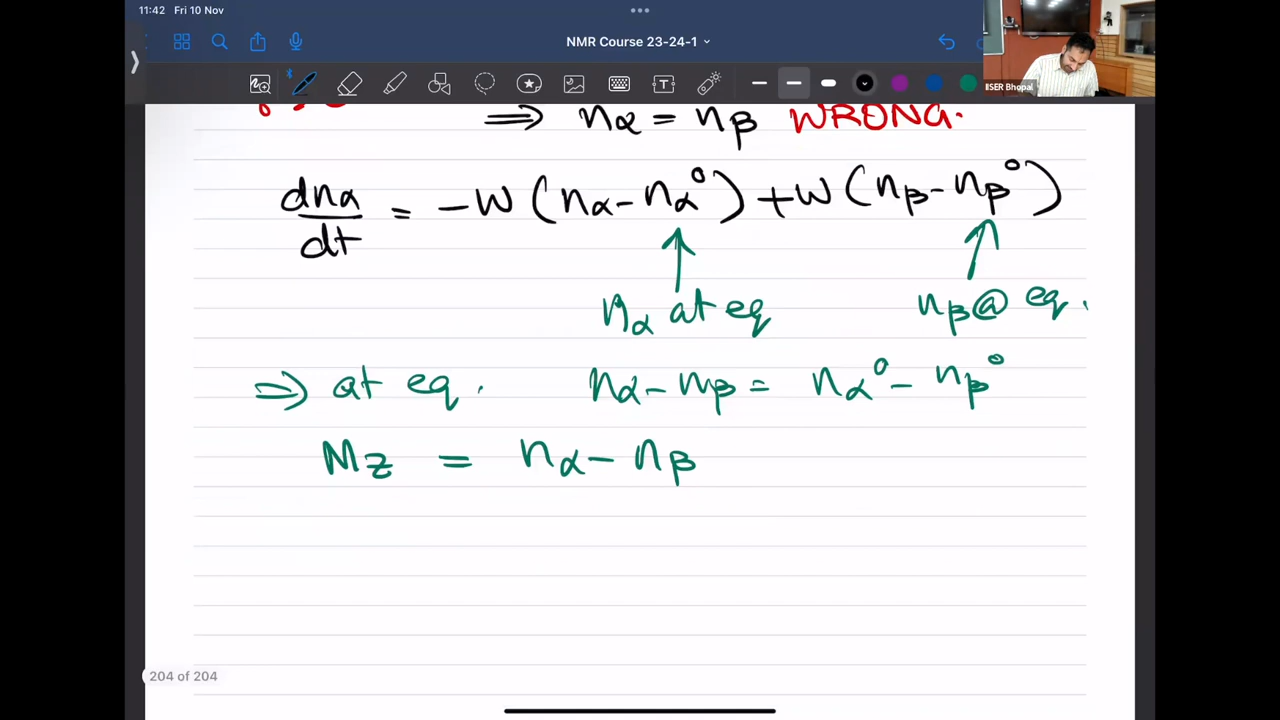 11:42 Fri 10 Nov
NMR Course 23-24-1
IISER Bhopal
⟹ nα = nβ WRONG.
dnα/dt = -W (nα - nα°) + W (nβ - nβ°)
nα at eq
nβ @ eq.
⟹ at eq. nα - nβ = nα° - nβ°
Mz = nα - nβ
204 of 204